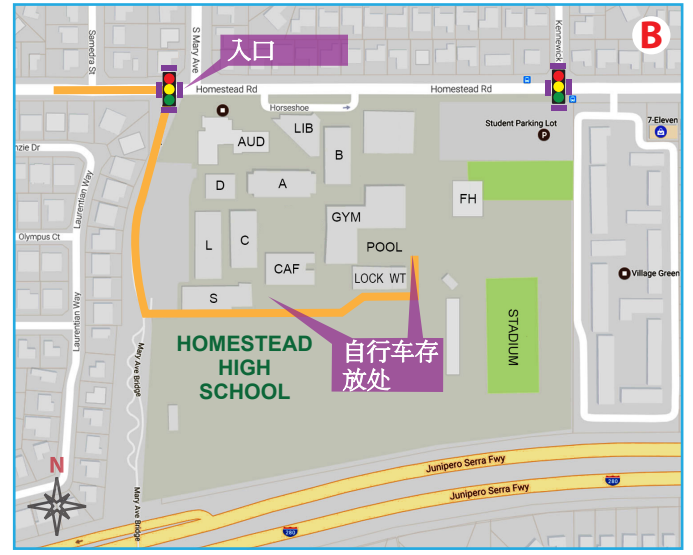 B
Samedra St
S Mary Ave
Kennewick
入口
Homestead Rd
Homestead Rd
Horseshoe
Student Parking Lot
P
7-Eleven
LIB
AUD
B
nzie Dr
D
A
FH
Laurentian Way
GYM
L
C
Olympus Ct
POOL
CAF
LOCK WT
Village Green
S
Laurentian Way
STADIUM
HOMESTEAD
HIGH
SCHOOL
自行车存
放处
Mary Ave Bridge
N
Junipero Serra Fwy
Junipero Serra Fwy
280
280
Mary Ave Bridge